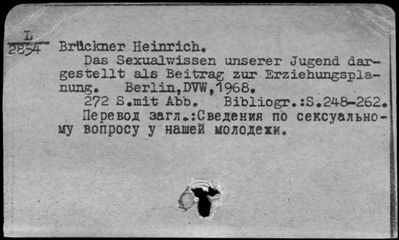 L
2854
Brückner Heinrich.
Das Sexualwissen unserer Jugend dar-
gestellt als Beitrag zur Erziehungspla-
nung. Berlin,DVW,1968.
272 S.mit Abb. Bibliogr.:S.248-262.
Перевод загл.:Сведения по сексуально-
му вопросу у нашей молодежи.